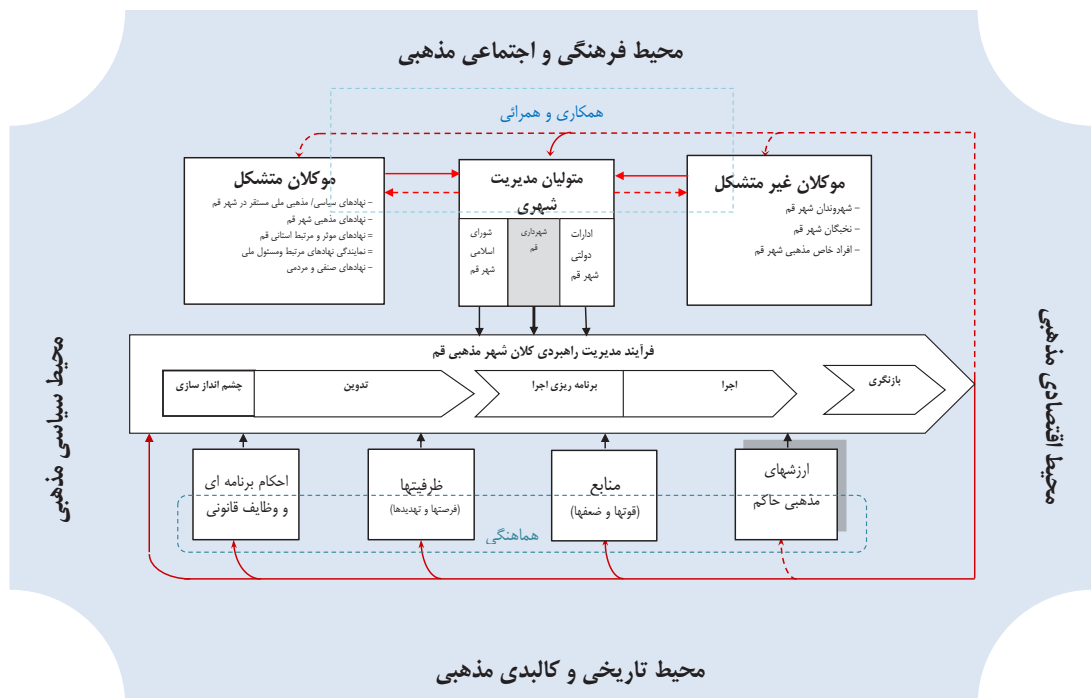 محیط فرهنگی و اجتماعی مذهبی
همکاری و همرائی
موکلان غیر متشکل
– شهروندان شهر قم
– نخبگان شهر قم
– افراد خاص مذهبی شهر قم
متولیان مدیریت
شهری
ادارات
دولتی
شهر قم
شهرداری
قم
شورای
اسلامی
شهر قم
موکلان متشکل
– نهادهای سیاسی/ مذهبی ملی مستقر در شهر قم
– نهادهای مذهبی شهر قم
= نهادهای موثر و مرتبط استانی قم
= نمایندگی نهادهای مرتبط ومسئول ملی
– نهادهای صنفی و مردمی
محیط اقتصادی مذهبی
محیط سیاسی مذهبی
فرآیند مدیریت راهبردی کلان شهر مذهبی قم
چشم انداز سازی
تدوین
برنامه ریزی اجرا
اجرا
بازنگری
ارزشهای
مذهبی حاکم
منابع
(قوتها و ضعفها)
ظرفیتها
(فرصتها و تهدیدها)
احکام برنامه ای
و وظایف قانونی
هماهنگی
محیط تاریخی و کالبدی مذهبی